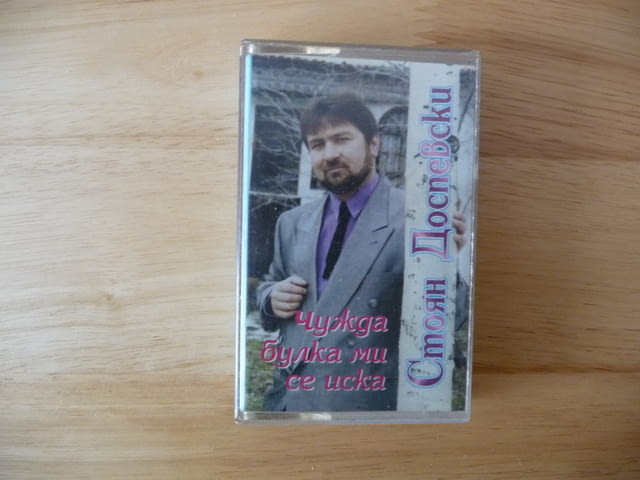 Стоян Доспевски
Чужда
булка ми
се иска